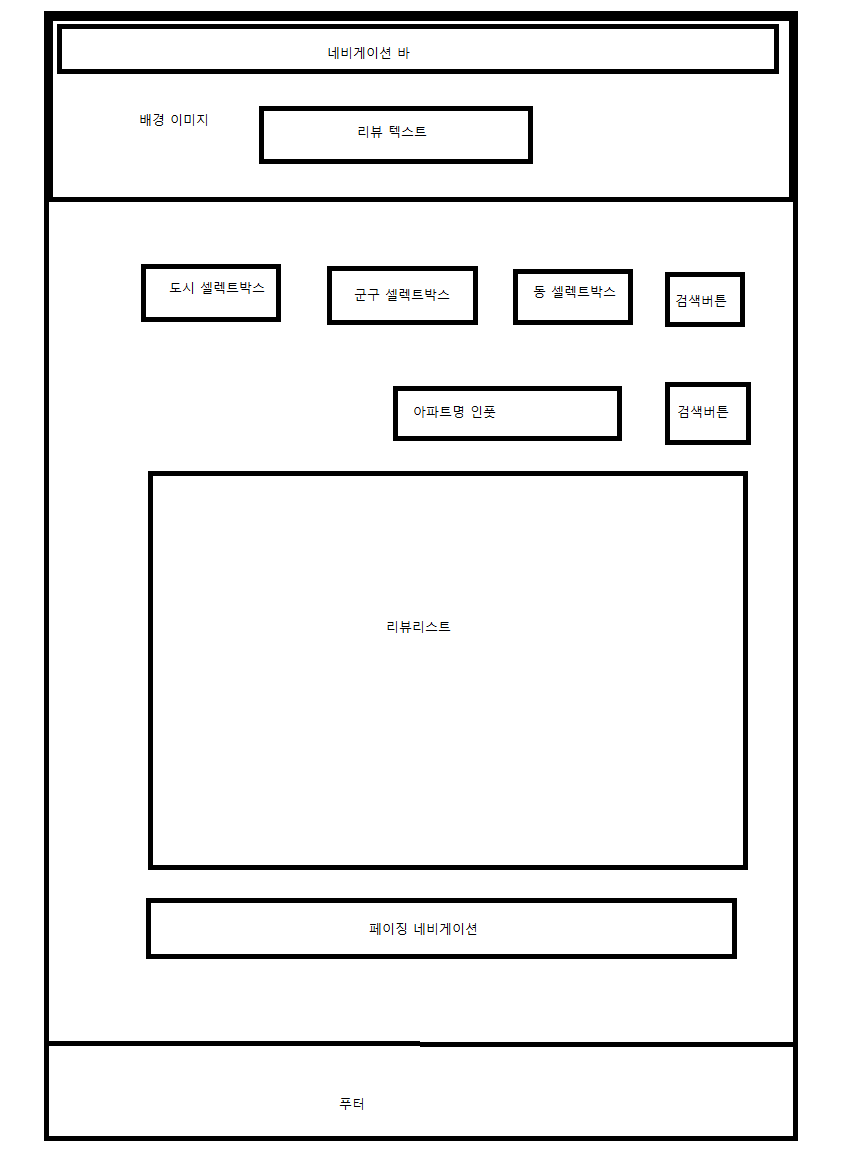 네비게이션 바
배경 이미지
리뷰 텍스트
도시 셀렉트박스
군구 셀렉트박스
동 셀렉트박스
검색버튼
아파트명 인풋
검색버튼
리뷰리스트
페이징 네비게이션
푸터